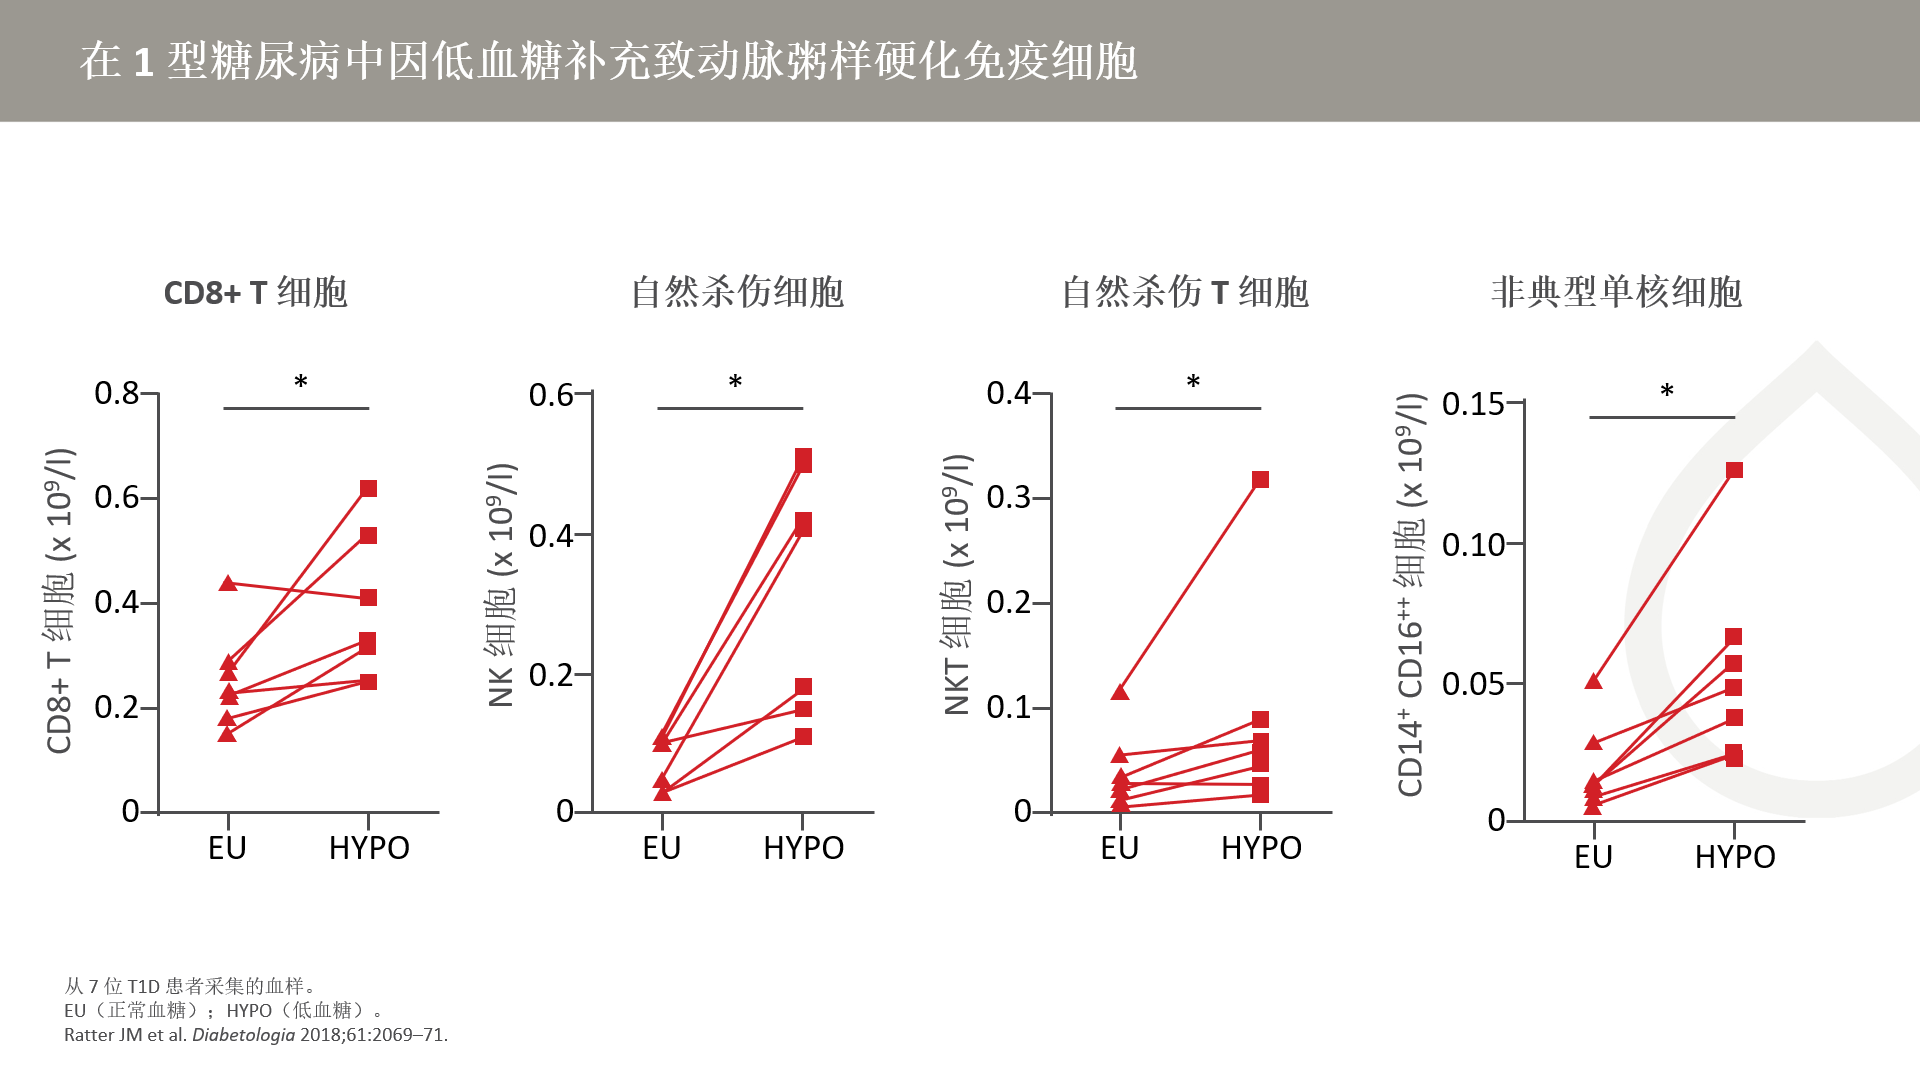 在 1 型糖尿病中因低血糖补充致动脉粥样硬化免疫细胞
CD8+ T 细胞
CD8+ T 细胞 (x 10⁹/l)
0.8
0.6
0.4
0.2
0
*
EU
HYPO
自然杀伤细胞
NK 细胞 (x 10⁹/l)
0.6
0.4
0.2
0
*
EU
HYPO
自然杀伤 T 细胞
NKT 细胞 (x 10⁹/l)
0.4
0.3
0.2
0.1
0
*
EU
HYPO
非典型单核细胞
CD14⁺ CD16⁺⁺ 细胞 (x 10⁹/l)
0.15
0.10
0.05
0
*
EU
HYPO
从 7 位 T1D 患者采集的血样。
EU（正常血糖）；HYPO（低血糖）。
Ratter JM et al. Diabetologia 2018;61:2069–71.